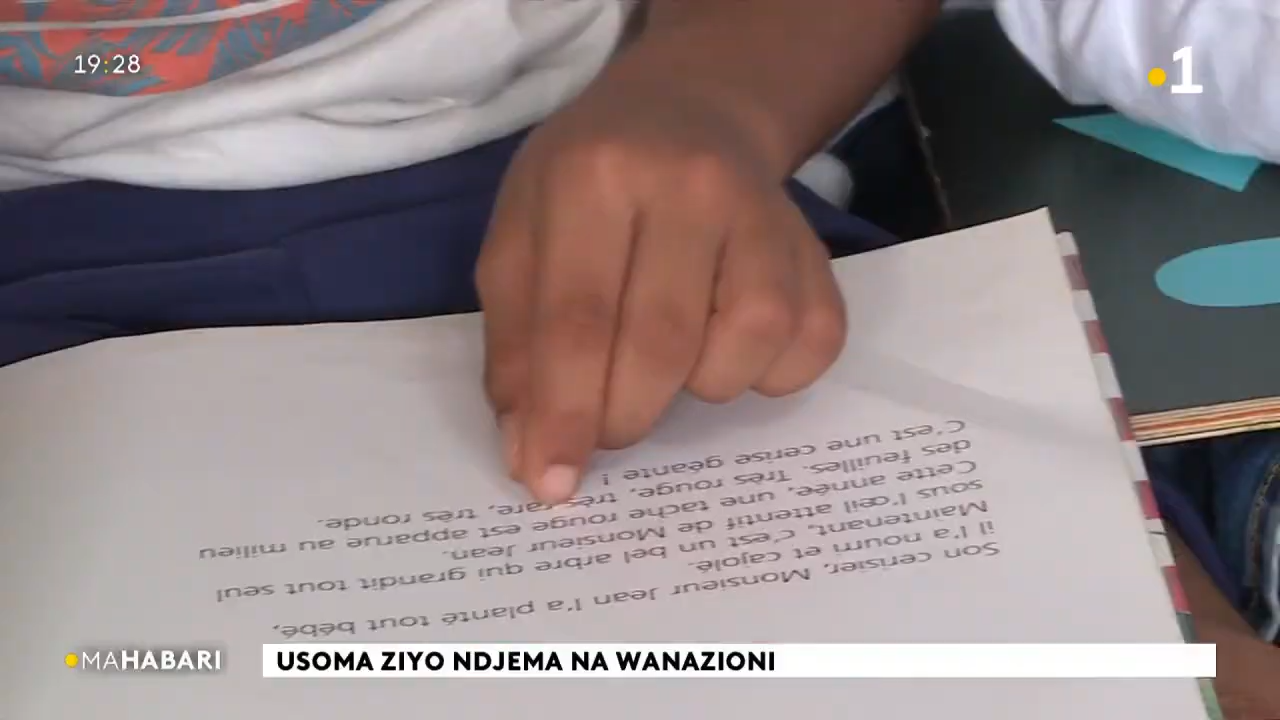 19:28
1
Son cerisier, Monsieur Jean l'a planté tout bébé,
il l'a nourri et cajolé.
Maintenant, c'est un bel arbre qui grandit tout seul
sous l'œil attentif de Monsieur Jean.
Cette année, une tache rouge est apparue au milieu
des feuilles. Très rouge, très rare, très ronde.
C'est une cerise géante !
MAHABARI
USOMA ZIYO NDJEMA NA WANAZIONI